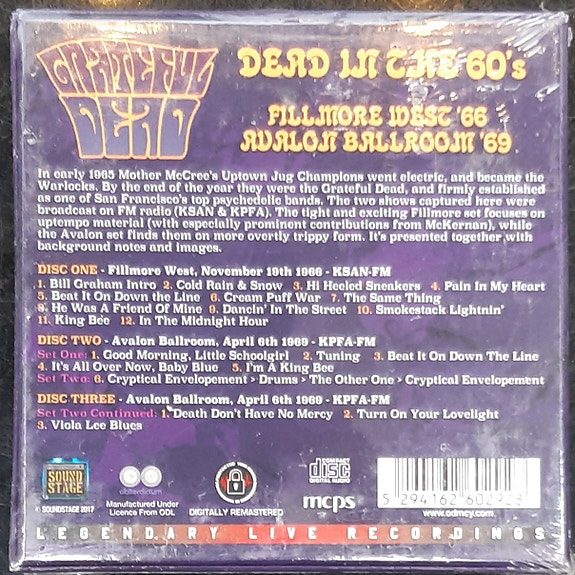 GRATEFUL
DEAD
DEAD IN THE 60's
FILLMORE WEST '66
AVALON BALLROOM '69
In early 1965 Mother McCree's Uptown Jug Champions went electric, and became the
Warlocks. By the end of the year they were the Grateful Dead, and firmly established
as one of San Francisco's top psychedelic bands. The two shows captured here were
broadcast on FM radio (KSAN & KPFA). The tight and exciting Fillmore set focuses on
uptempo material (with especially prominent contributions from McKernan), while
the Avalon set finds them on more overtly trippy form. It's presented together with
background notes and images.
DISC ONE - Fillmore West, November 19th 1966 - KSAN-FM
1. Bill Graham Intro 2. Cold Rain & Snow 3. Hi Heeled Sneakers 4. Pain In My Heart
5. Beat It On Down the Line 6. Cream Puff War 7. The Same Thing
8. He Was A Friend Of Mine 9. Dancin' In The Street 10. Smokestack Lightnin'
11. King Bee 12. In The Midnight Hour
DISC TWO - Avalon Ballroom, April 6th 1969 - KPFA-FM
Set One: 1. Good Morning, Little Schoolgirl 2. Tuning 3. Beat It On Down The Line
4. It's All Over Now, Baby Blue 5. I'm A King Bee
Set Two: 6. Cryptical Envelopement > Drums > The Other One > Cryptical Envelopement
DISC THREE - Avalon Ballroom, April 6th 1969 - KPFA-FM
Set Two Continued: 1. Death Don't Have No Mercy 2. Turn On Your Lovelight
3. Viola Lee Blues
SOUND
STAGE
© SOUNDSTAGE 2017
obiterdictum
Manufactured Under
Licence From ODL
DIGITALLY REMASTERED
COMPACT
disc
DIGITAL AUDIO
mcps
5 294162 602928
www.odmcy.com
LEGENDARY LIVE RECORDINGS